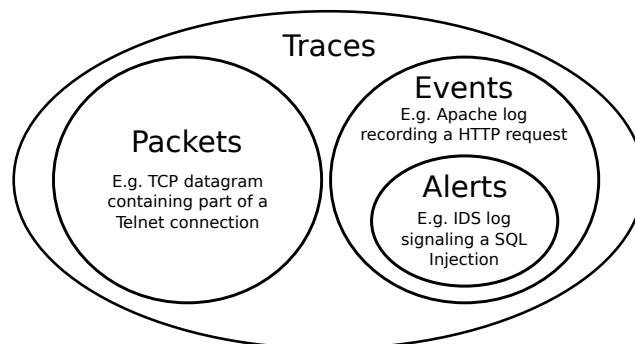 Traces
Packets
E.g. TCP datagram
containing part of a
Telnet connection
Events
E.g. Apache log
recording a HTTP request
Alerts
E.g. IDS log
signaling a SQL
Injection